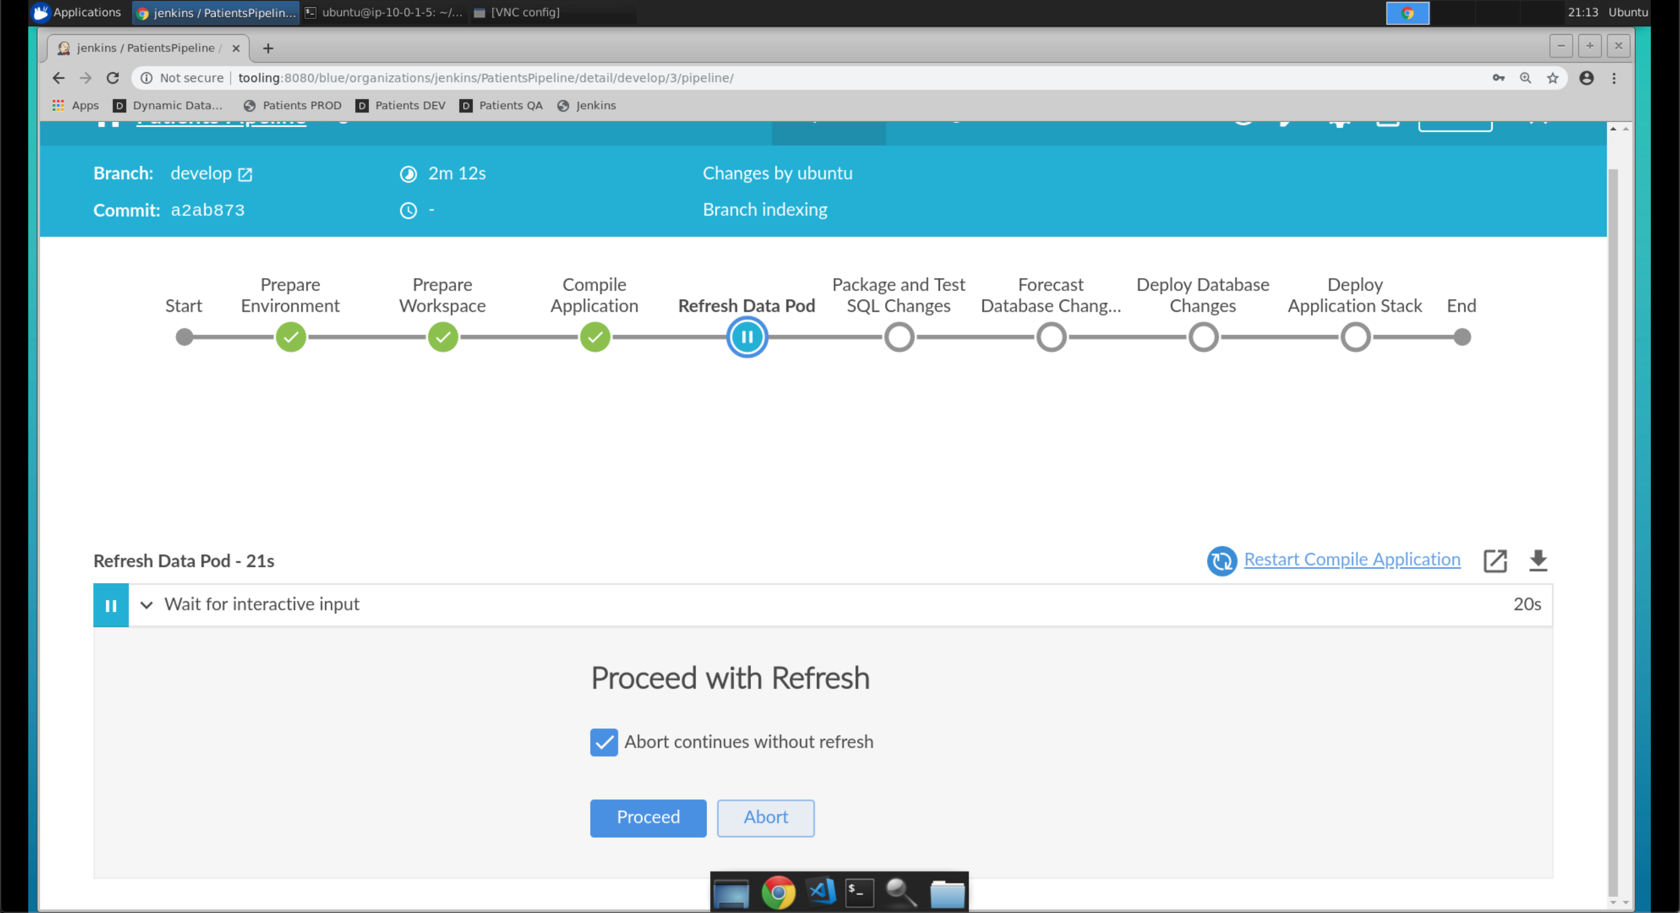 Applications
jenkins / PatientsPipelin...
ubuntu@ip-10-0-1-5: ~/...
[VNC config]
21:13 Ubuntu
jenkins / PatientsPipeline /
Not secure
tooling:8080/blue/organizations/jenkins/PatientsPipeline/detail/develop/3/pipeline/
Apps
Dynamic Data...
Patients PROD
Patients DEV
Patients QA
Jenkins
Branch: develop
2m 12s
Changes by ubuntu
Commit: a2ab873
-
Branch indexing
Start
Prepare
Environment
Prepare
Workspace
Compile
Application
Refresh Data Pod
Package and Test
SQL Changes
Forecast
Database Chang...
Deploy Database
Changes
Deploy
Application Stack
End
Refresh Data Pod - 21s
Restart Compile Application
Wait for interactive input
20s
Proceed with Refresh
Abort continues without refresh
Proceed
Abort